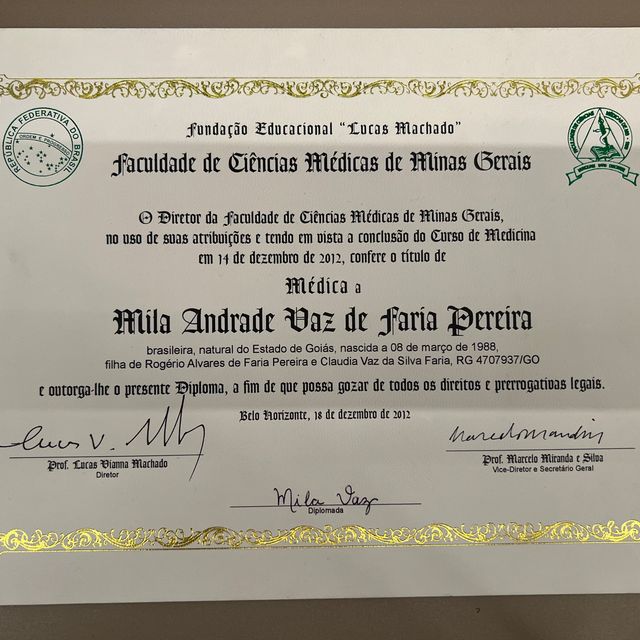 REPÚBLICA FEDERATIVA DO BRASIL
ORDEM E PROGRESSO
Fundação Educacional "Lucas Machado"
Faculdade de Ciências Médicas de Minas Gerais
O Diretor da Faculdade de Ciências Médicas de Minas Gerais,
no uso de suas atribuições e tendo em vista a conclusão do Curso de Medicina
em 14 de dezembro de 2012, confere o título de
Médica a
Mila Andrade Vaz de Faria Pereira
brasileira, natural do Estado de Goiás, nascida a 08 de março de 1988,
filha de Rogério Alvares de Faria Pereira e Claudia Vaz da Silva Faria, RG 4707937/GO
e outorga-lhe o presente Diploma, a fim de que possa gozar de todos os direitos e prerrogativas legais.
Belo Horizonte, 18 de dezembro de 2012
Prof. Lucas Vianna Machado
Diretor
Prof. Marcelo Miranda e Silva
Vice-Diretor e Secretário Geral
Mila Vaz
Diplomada